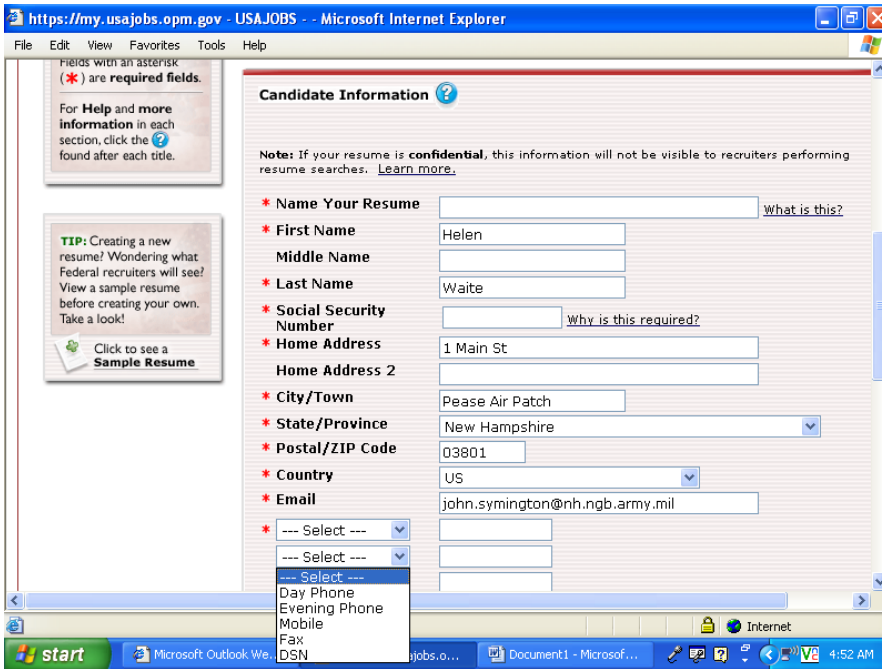 https://my.usajobs.opm.gov - USAJOBS - - Microsoft Internet Explorer
File Edit View Favorites Tools Help
Fields with an asterisk
(*) are required fields.
For Help and more
information in each
section, click the ?
found after each title.
TIP: Creating a new
resume? Wondering what
Federal recruiters will see?
View a sample resume
before creating your own.
Take a look!
Click to see a
Sample Resume
Candidate Information ?
Note: If your resume is confidential, this information will not be visible to recruiters performing
resume searches. Learn more.
* Name Your Resume What is this?
* First Name Helen
Middle Name
* Last Name Waite
* Social Security
Number Why is this required?
* Home Address 1 Main St
Home Address 2
* City/Town Pease Air Patch
* State/Province New Hampshire
* Postal/ZIP Code 03801
* Country US
* Email john.symington@nh.ngb.army.mil
* --- Select ---
--- Select ---
--- Select ---
Day Phone
Evening Phone
Mobile
Fax
DSN
Internet
start Microsoft Outlook We... ajobs.o... Document1 - Microsof... 4:52 AM